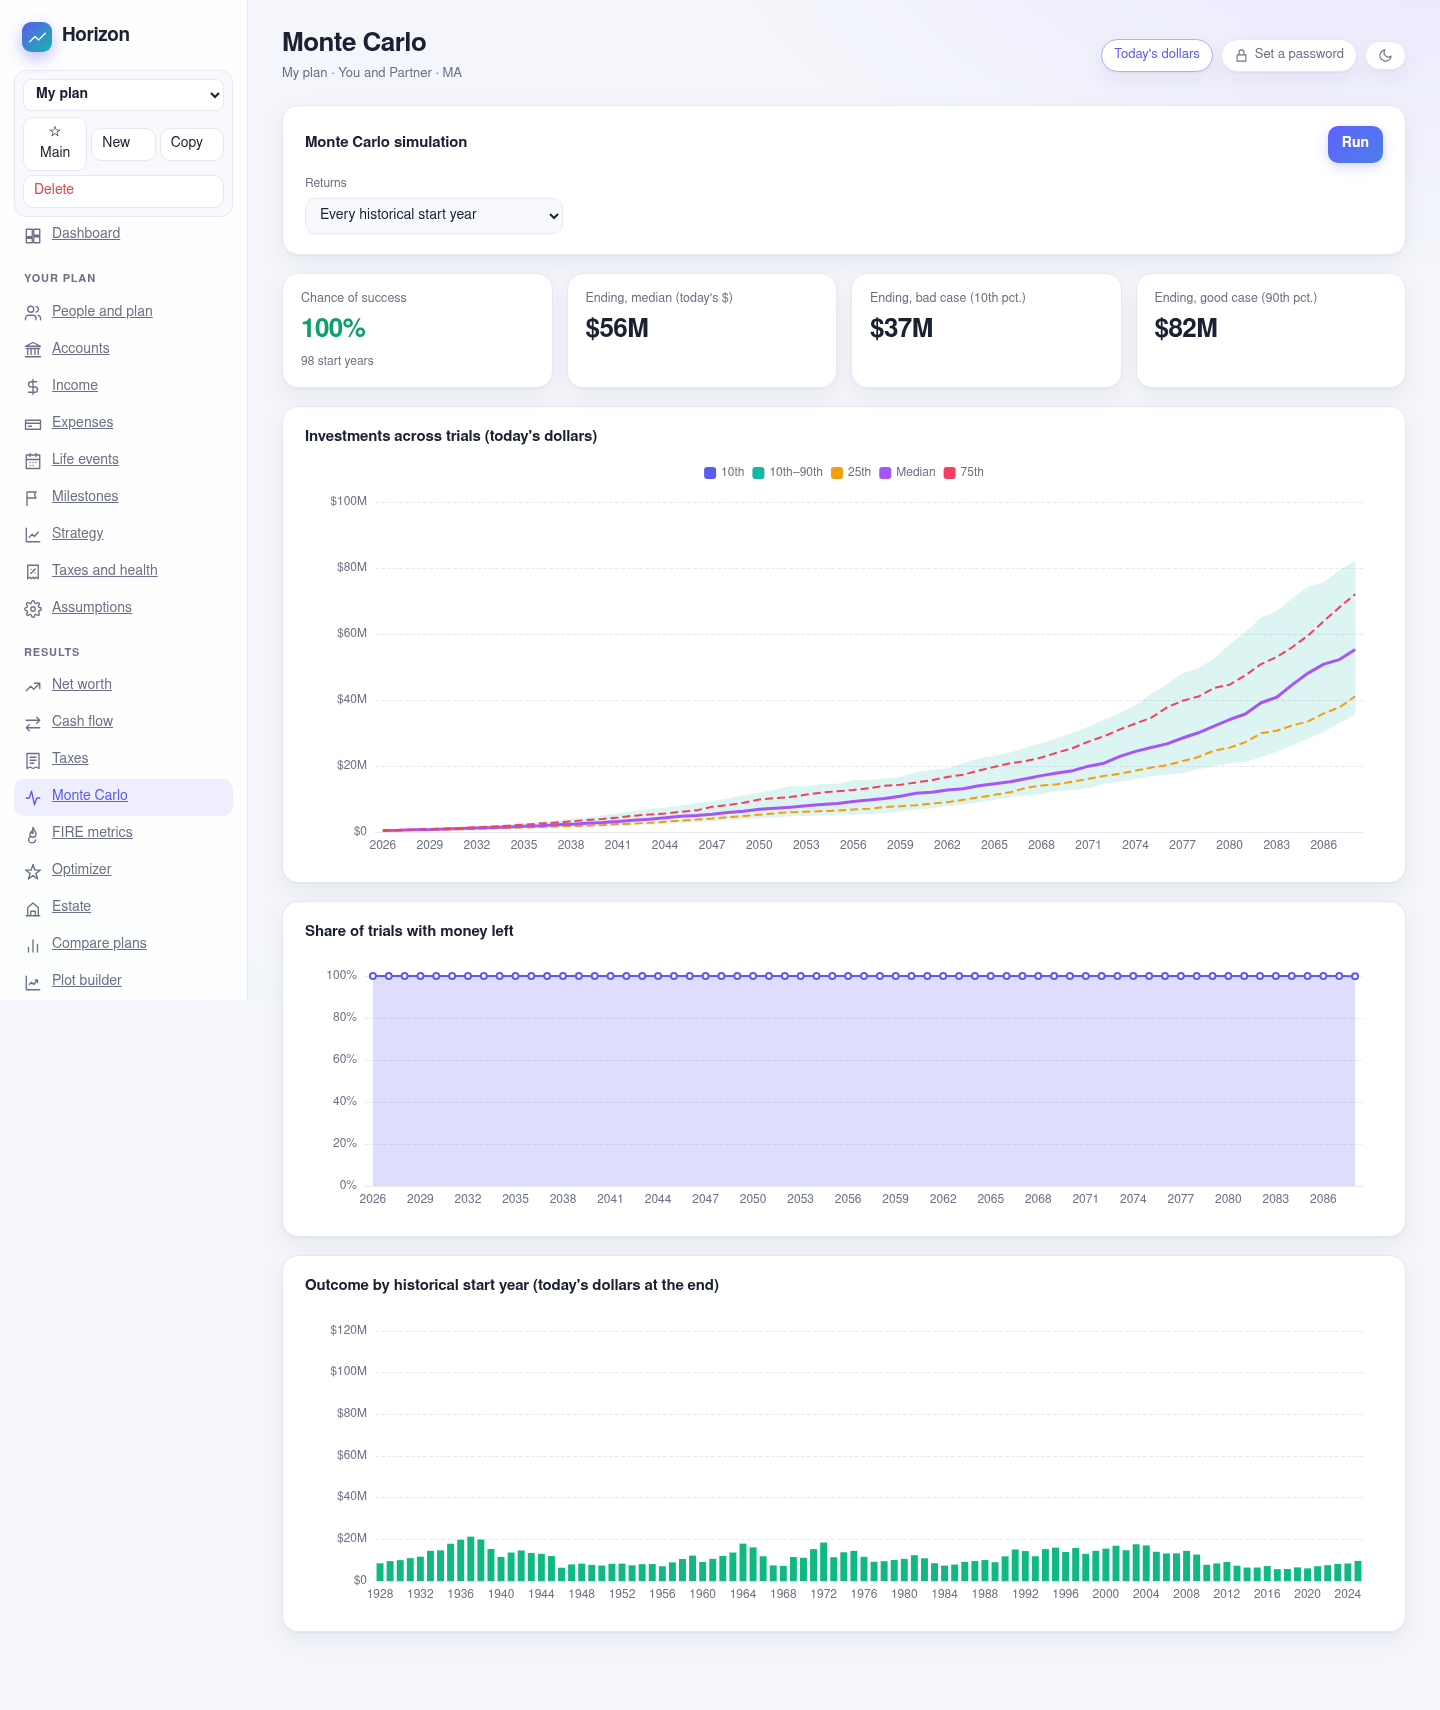 Horizon
My plan
☆ Main
New
Copy
Delete
Dashboard
YOUR PLAN
People and plan
Accounts
Income
Expenses
Life events
Milestones
Strategy
Taxes and health
Assumptions
RESULTS
Net worth
Cash flow
Taxes
Monte Carlo
FIRE metrics
Optimizer
Estate
Compare plans
Plot builder
Monte Carlo
My plan · You and Partner · MA
Today's dollars
Set a password
Monte Carlo simulation
Run
Returns
Every historical start year
Chance of success
100%
98 start years
Ending, median (today's $)
$56M
Ending, bad case (10th pct.)
$37M
Ending, good case (90th pct.)
$82M
Investments across trials (today's dollars)
10th 10th–90th 25th Median 75th
$100M
$80M
$60M
$40M
$20M
$0
2026 2029 2032 2035 2038 2041 2044 2047 2050 2053 2056 2059 2062 2065 2068 2071 2074 2077 2080 2083 2086
Share of trials with money left
100%
80%
60%
40%
20%
0%
2026 2029 2032 2035 2038 2041 2044 2047 2050 2053 2056 2059 2062 2065 2068 2071 2074 2077 2080 2083 2086
Outcome by historical start year (today's dollars at the end)
$120M
$100M
$80M
$60M
$40M
$20M
$0
1928 1932 1936 1940 1944 1948 1952 1956 1960 1964 1968 1972 1976 1980 1984 1988 1992 1996 2000 2004 2008 2012 2016 2020 2024